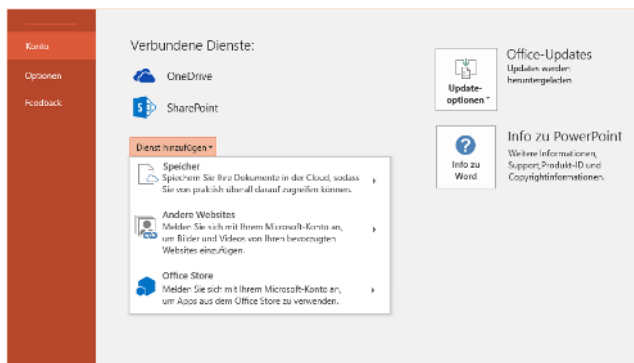 Konto
Optionen
Feedback
Verbundene Dienste:
OneDrive
SharePoint
Dienst hinzufügen
Speicher
Speichern Sie Ihre Dokumente in der Cloud, sodass
Sie von praktisch überall darauf zugreifen können.
Andere Websites
Melden Sie sich mit Ihrem Microsoft-Konto an,
um Bilder und Videos von Ihren bevorzugten
Websites einzufügen.
Office Store
Melden Sie sich mit Ihrem Microsoft-Konto an,
um Apps aus dem Office Store zu verwenden.
Update-
optionen
Office-Updates
Updates werden
heruntergeladen
Info zu
Word
Info zu PowerPoint
Weitere Informationen,
Support,Produkt-ID und
Copyrightinformationen.